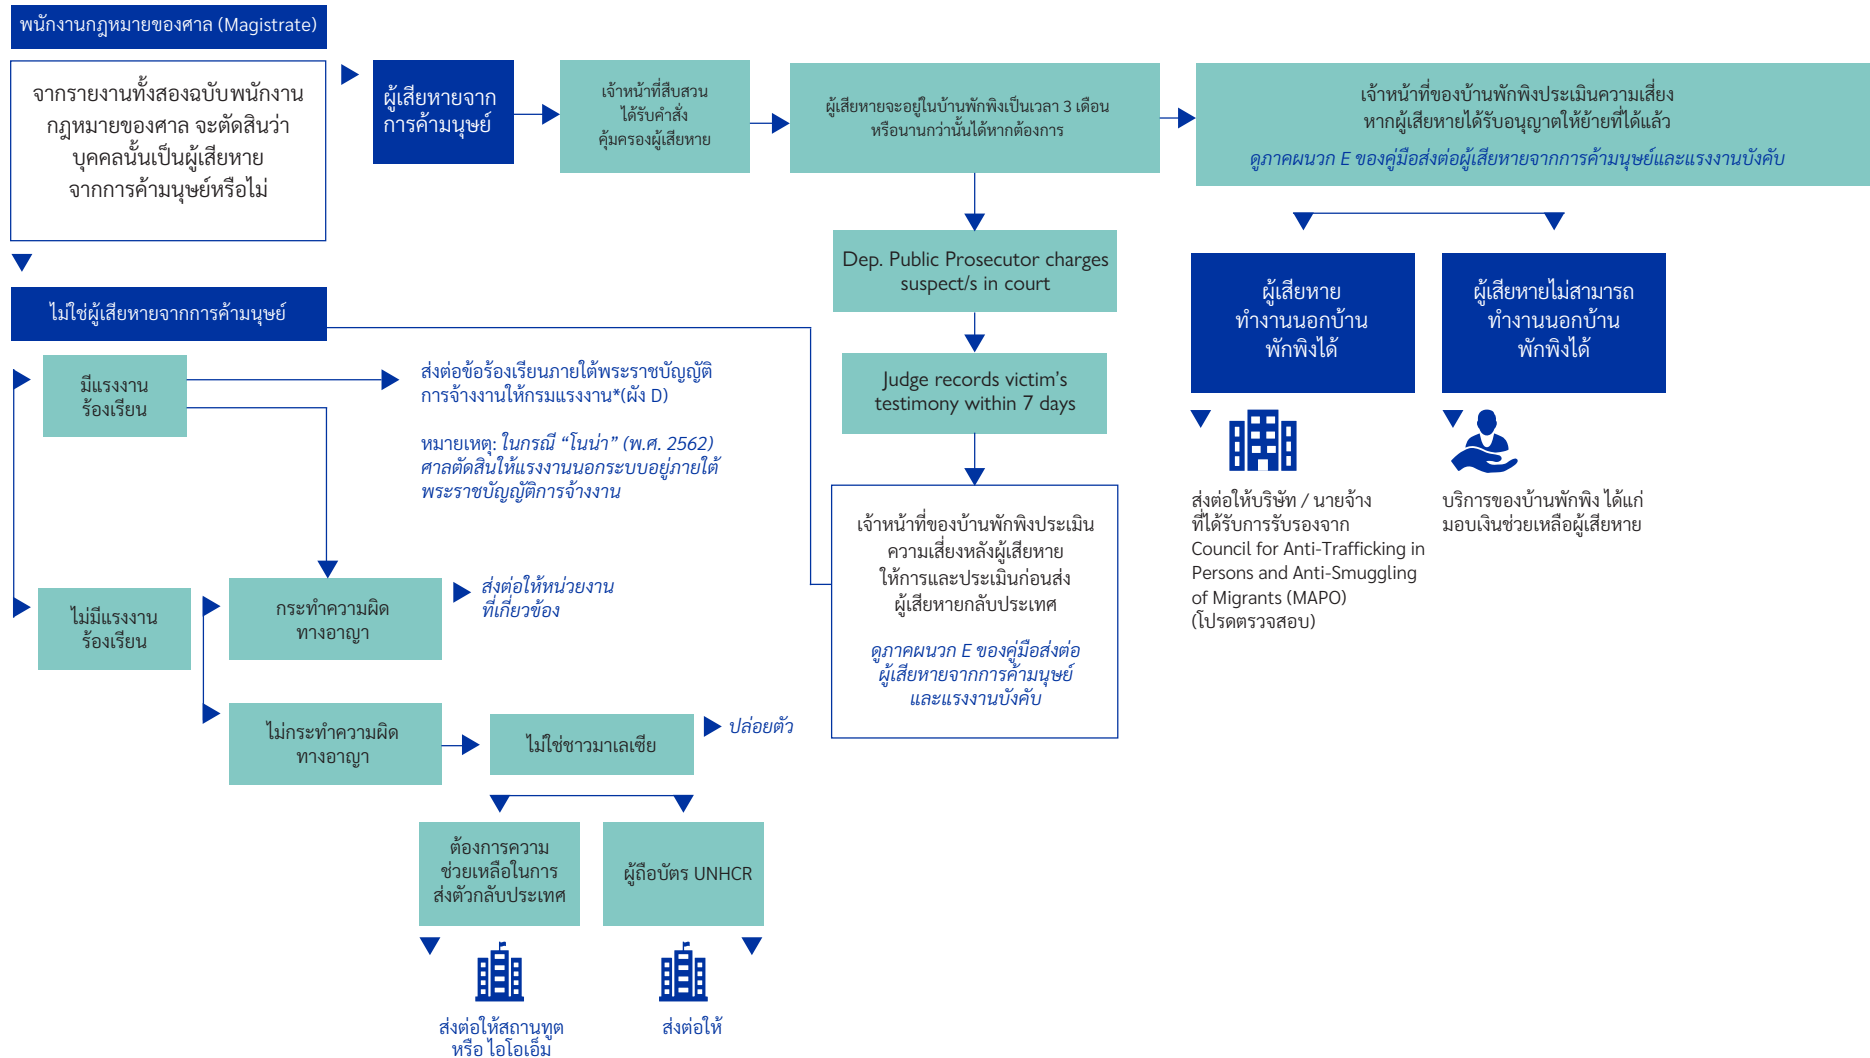 พนักงานกฎหมายของศาล (Magistrate)
จากรายงานทั้งสองฉบับพนักงาน
กฎหมายของศาล จะตัดสินว่า
บุคคลนั้นเป็นผู้เสียหาย
จากการค้ามนุษย์หรือไม่
ผู้เสียหายจาก
การค้ามนุษย์
เจ้าหน้าที่สืบสวน
ได้รับคำสั่ง
คุ้มครองผู้เสียหาย
ผู้เสียหายจะอยู่ในบ้านพักพิงเป็นเวลา 3 เดือน
หรือนานกว่านั้นได้หากต้องการ
เจ้าหน้าที่ของบ้านพักพิงประเมินความเสี่ยง
หากผู้เสียหายได้รับอนุญาตให้ย้ายที่ได้แล้ว
ดูภาคผนวก E ของคู่มือส่งต่อผู้เสียหายจากการค้ามนุษย์และแรงงานบังคับ
Dep. Public Prosecutor charges
suspect/s in court
Judge records victim's
testimony within 7 days
เจ้าหน้าที่ของบ้านพักพิงประเมิน
ความเสี่ยงหลังผู้เสียหาย
ให้การและประเมินก่อนส่ง
ผู้เสียหายกลับประเทศ
ดูภาคผนวก E ของคู่มือส่งต่อ
ผู้เสียหายจากการค้ามนุษย์
และแรงงานบังคับ
ผู้เสียหาย
ทำงานนอกบ้าน
พักพิงได้
ผู้เสียหายไม่สามารถ
ทำงานนอกบ้าน
พักพิงได้
ส่งต่อให้บริษัท / นายจ้าง
ที่ได้รับการรับรองจาก
Council for Anti-Trafficking in
Persons and Anti-Smuggling
of Migrants (MAPO)
(โปรดตรวจสอบ)
บริการของบ้านพักพิง ได้แก่
มอบเงินช่วยเหลือผู้เสียหาย
ไม่ใช่ผู้เสียหายจากการค้ามนุษย์
มีแรงงาน
ร้องเรียน
ส่งต่อข้อร้องเรียนภายใต้พระราชบัญญัติ
การจ้างงานให้กรมแรงงาน*(ผัง D)
หมายเหตุ: ในกรณี “โนน่า” (พ.ศ. 2562)
ศาลตัดสินให้แรงงานนอกระบบอยู่ภายใต้
พระราชบัญญัติการจ้างงาน
ไม่มีแรงงาน
ร้องเรียน
กระทำความผิด
ทางอาญา
ส่งต่อให้หน่วยงาน
ที่เกี่ยวข้อง
ไม่กระทำความผิด
ทางอาญา
ไม่ใช่ชาวมาเลเซีย
ปล่อยตัว
ต้องการความ
ช่วยเหลือในการ
ส่งตัวกลับประเทศ
ผู้ถือบัตร UNHCR
ส่งต่อให้สถานทูต
หรือ ไอโอเอ็ม
ส่งต่อให้